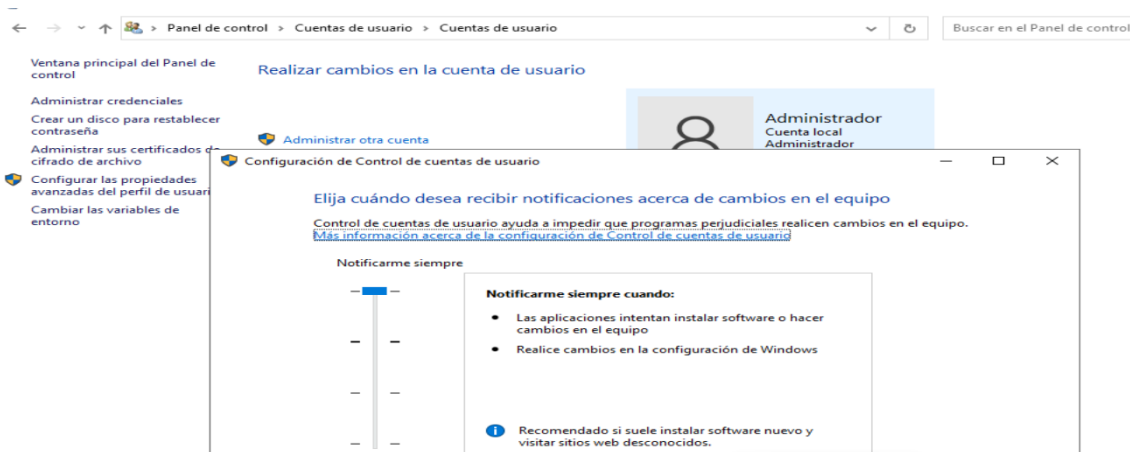 Panel de control > Cuentas de usuario > Cuentas de usuario
Buscar en el Panel de control
Ventana principal del Panel de
control
Realizar cambios en la cuenta de usuario
Administrar credenciales
Crear un disco para restablecer
contraseña
Administrar sus certificados de
cifrado de archivo
Configurar las propiedades
avanzadas del perfil de usuari
Cambiar las variables de
entorno
Administrar otra cuenta
Administrador
Cuenta local
Administrador
Configuración de Control de cuentas de usuario
Elija cuándo desea recibir notificaciones acerca de cambios en el equipo
Control de cuentas de usuario ayuda a impedir que programas perjudiciales realicen cambios en el equipo.
Más información acerca de la configuración de Control de cuentas de usuario
Notificarme siempre
Notificarme siempre cuando:
• Las aplicaciones intentan instalar software o hacer
cambios en el equipo
• Realice cambios en la configuración de Windows
Recomendado si suele instalar software nuevo y
visitar sitios web desconocidos.